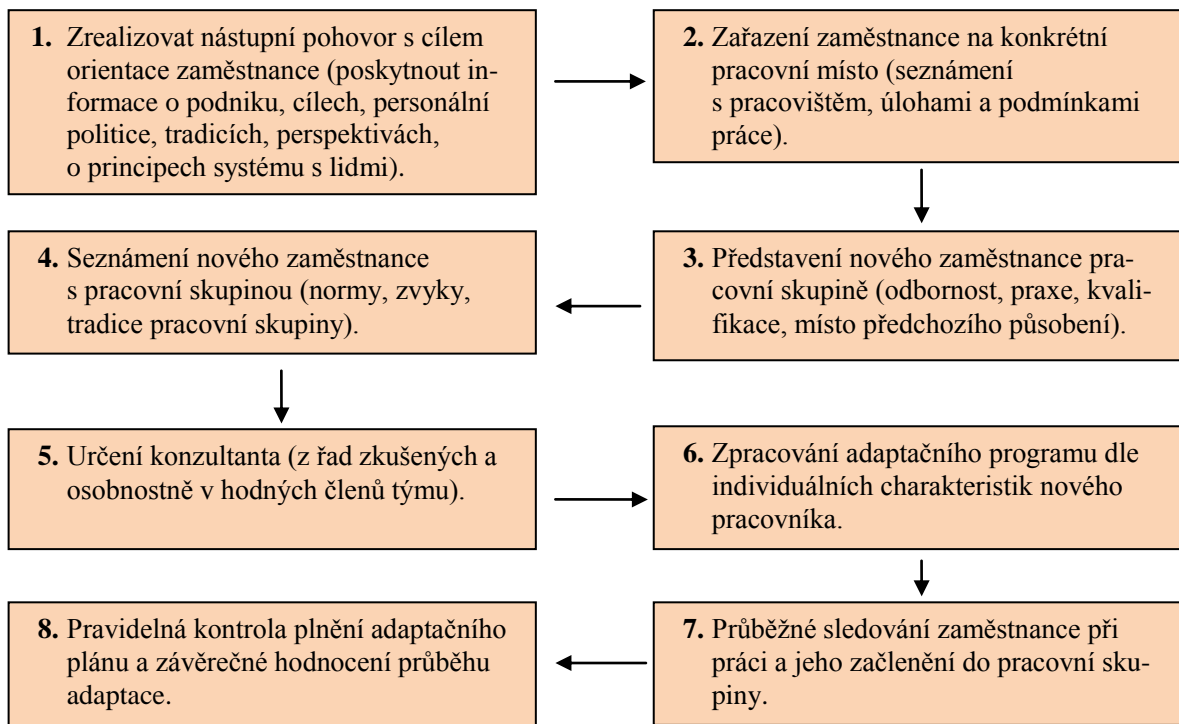 1. Zrealizovat nástupní pohovor s cílem
orientace zaměstnance (poskytnout in-
formace o podniku, cílech, personální
politice, tradicích, perspektivách,
o principech systému s lidmi).
2. Zařazení zaměstnance na konkrétní
pracovní místo (seznámení
s pracovištěm, úlohami a podmínkami
práce).
3. Představení nového zaměstnance pra-
covní skupině (odbornost, praxe, kvali-
fikace, místo předchozího působení).
4. Seznámení nového zaměstnance
s pracovní skupinou (normy, zvyky,
tradice pracovní skupiny).
5. Určení konzultanta (z řad zkušených a
osobnostně v hodných členů týmu).
6. Zpracování adaptačního programu dle
individuálních charakteristik nového
pracovníka.
7. Průběžné sledování zaměstnance při
práci a jeho začlenění do pracovní sku-
piny.
8. Pravidelná kontrola plnění adaptačního
plánu a závěrečné hodnocení průběhu
adaptace.